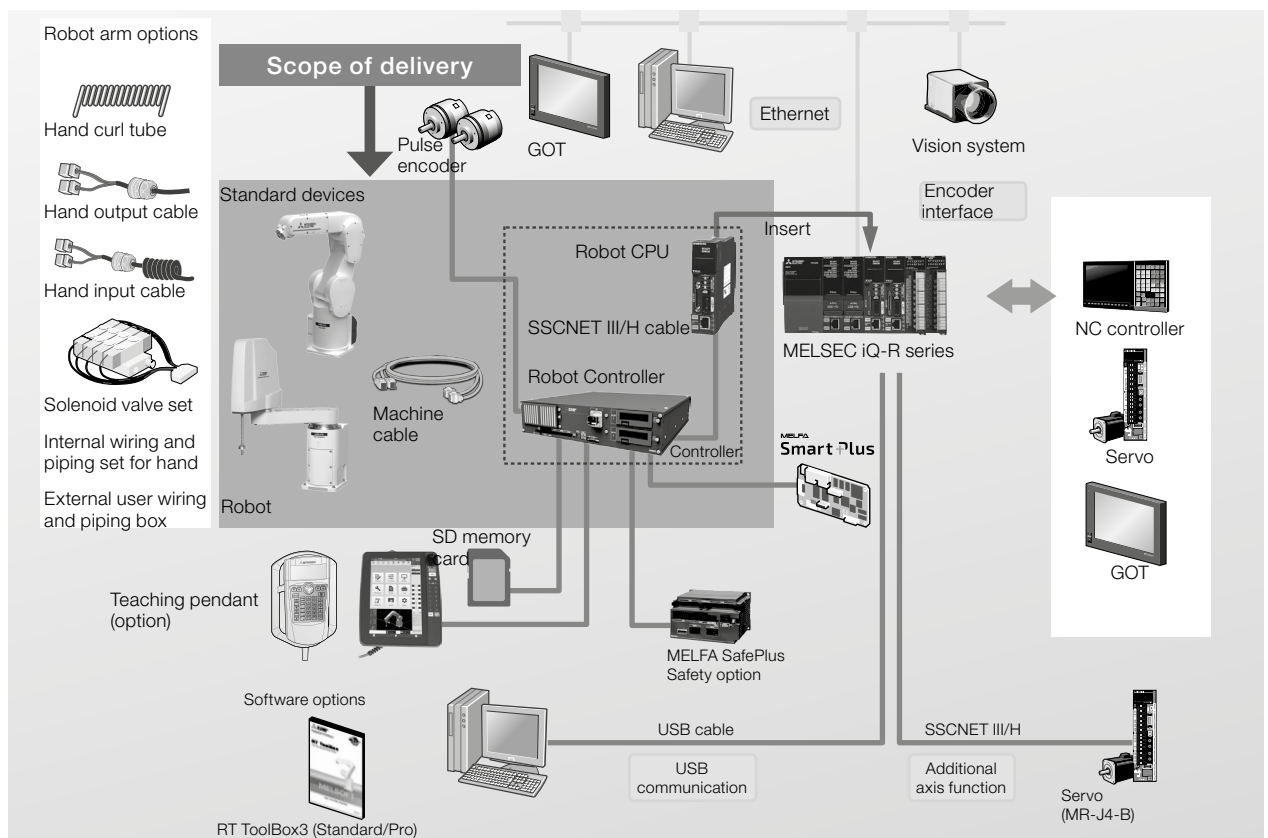 Robot arm options
Hand curl tube
Hand output cable
Hand input cable
Solenoid valve set
Internal wiring and
piping set for hand
External user wiring
and piping box
Scope of delivery
Pulse
encoder
GOT
Ethernet
Vision system
Encoder
interface
Standard devices
Robot CPU
Insert
SSCNET III/H cable
MELSEC iQ-R series
Robot Controller
Machine
cable
Controller
Robot
MELFA
Smart Plus
NC controller
Servo
GOT
SD memory
card
Teaching pendant
(option)
MELFA SafePlus
Safety option
Software options
RT ToolBox
MELSOFT
RT ToolBox3 (Standard/Pro)
USB cable
USB
communication
SSCNET III/H
Additional
axis function
Servo
(MR-J4-B)